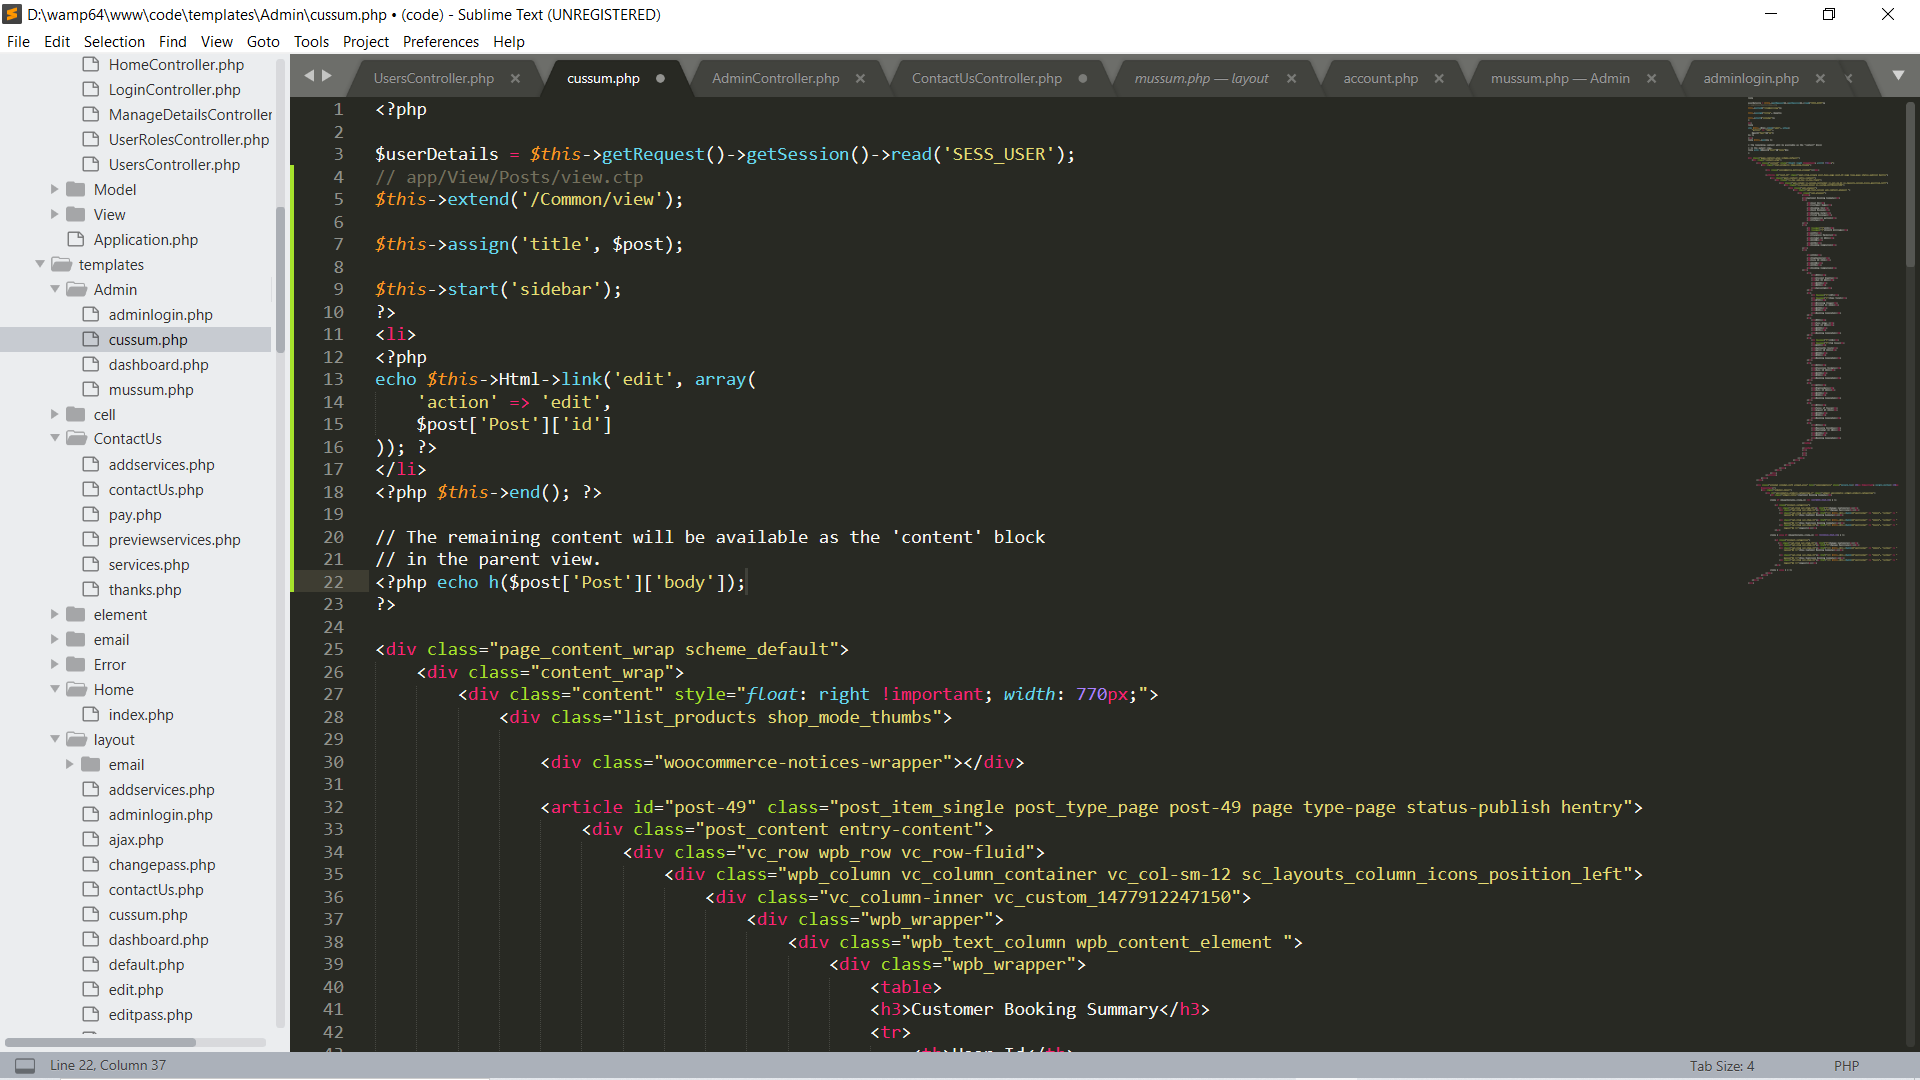 D:\wamp64\www\code\templates\Admin\cussum.php • (code) - Sublime Text (UNREGISTERED)
File Edit Selection Find View Goto Tools Project Preferences Help
HomeController.php
LoginController.php
ManageDetailsController
UserRolesController.php
UsersController.php
Model
View
Application.php
templates
Admin
adminlogin.php
cussum.php
dashboard.php
mussum.php
cell
ContactUs
addservices.php
contactUs.php
pay.php
previewservices.php
services.php
thanks.php
element
email
Error
Home
index.php
layout
email
addservices.php
adminlogin.php
ajax.php
changepass.php
contactUs.php
cussum.php
dashboard.php
default.php
edit.php
editpass.php
UsersController.php cussum.php AdminController.php ContactUsController.php mussum.php — layout account.php mussum.php — Admin adminlogin.php
1 <?php
2
3 $userDetails = $this->getRequest()->getSession()->read('SESS_USER');
4 // app/View/Posts/view.ctp
5 $this->extend('/Common/view');
6
7 $this->assign('title', $post);
8
9 $this->start('sidebar');
10 ?>
11 <li>
12 <?php
13 echo $this->Html->link('edit', array(
14 'action' => 'edit',
15 $post['Post']['id']
16 )); ?>
17 </li>
18 <?php $this->end(); ?>
19
20 // The remaining content will be available as the 'content' block
21 // in the parent view.
22 <?php echo h($post['Post']['body']);
23 ?>
24
25 <div class="page_content_wrap scheme_default">
26 <div class="content_wrap">
27 <div class="content" style="float: right !important; width: 770px;">
28 <div class="list_products shop_mode_thumbs">
29
30 <div class="woocommerce-notices-wrapper"></div>
31
32 <article id="post-49" class="post_item_single post_type_page post-49 page type-page status-publish hentry">
33 <div class="post_content entry-content">
34 <div class="vc_row wpb_row vc_row-fluid">
35 <div class="wpb_column vc_column_container vc_col-sm-12 sc_layouts_column_icons_position_left">
36 <div class="vc_column-inner vc_custom_1477912247150">
37 <div class="wpb_wrapper">
38 <div class="wpb_text_column wpb_content_element ">
39 <div class="wpb_wrapper">
40 <table>
41 <h3>Customer Booking Summary</h3>
42 <tr>
Line 22, Column 37
Tab Size: 4
PHP